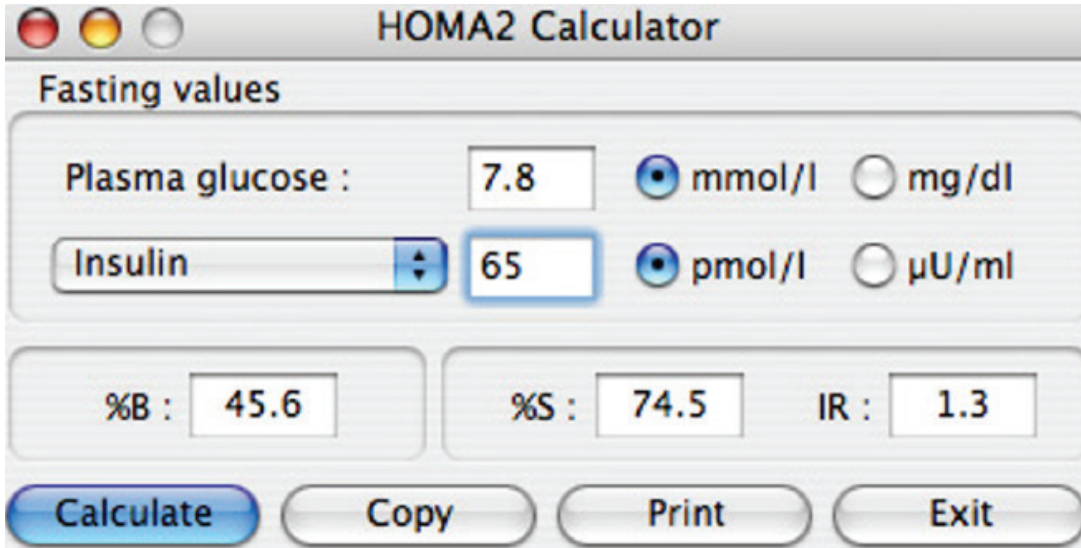 HOMA2 Calculator
Fasting values
Plasma glucose : 7.8 mmol/l mg/dl
Insulin 65 pmol/l µU/ml
%B : 45.6 %S : 74.5 IR : 1.3
Calculate Copy Print Exit